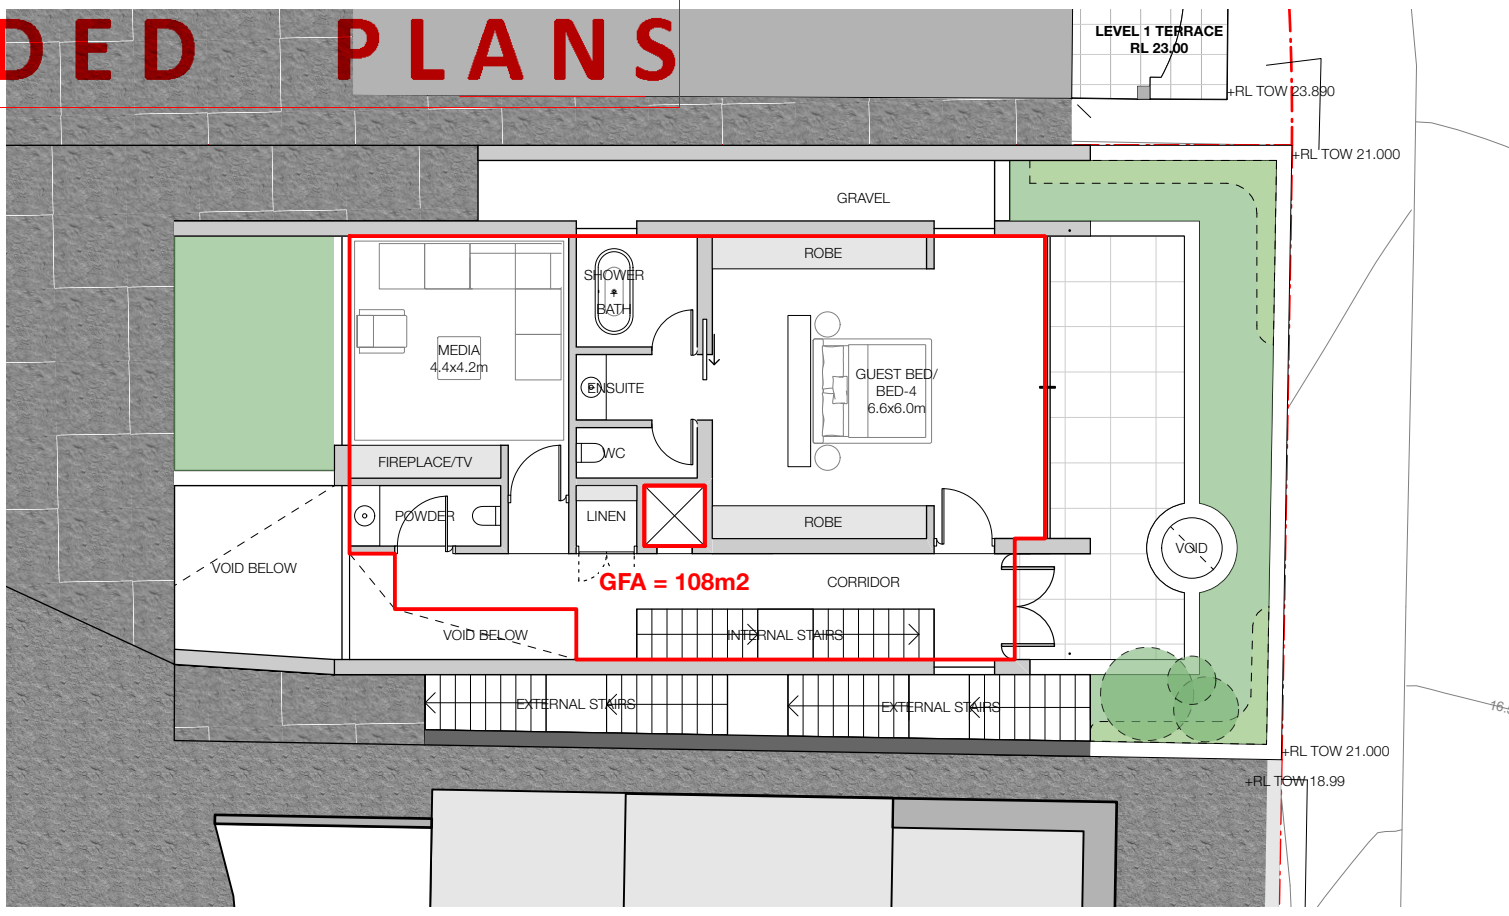 DED PLANS
LEVEL 1 TERRACE
RL 23.00
+RL TOW 23.890
+RL TOW 21.000
GRAVEL
ROBE
SHOWER
BATH
MEDIA
4.4x4.2m
ENSUITE
GUEST BED/
BED-4
6.6x6.0m
WC
FIREPLACE/TV
POWDER
LINEN
ROBE
VOID
VOID BELOW
GFA = 108m2
CORRIDOR
VOID BELOW
INTERNAL STAIRS
EXTERNAL STAIRS
EXTERNAL STAIRS
+RL TOW 21.000
+RL TOW 18.99